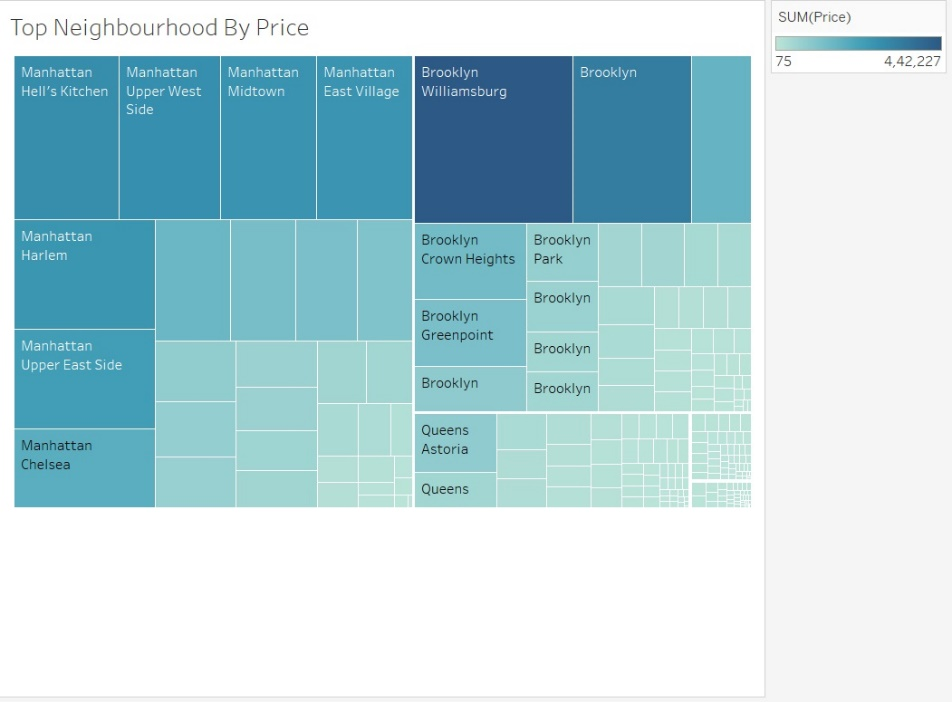 Top Neighbourhood By Price
SUM(Price)
75 4,42,227
Manhattan
Hell's Kitchen
Manhattan
Upper West
Side
Manhattan
Midtown
Manhattan
East Village
Brooklyn
Williamsburg
Brooklyn
Manhattan
Harlem
Manhattan
Upper East Side
Manhattan
Chelsea
Brooklyn
Crown Heights
Brooklyn
Park
Brooklyn
Brooklyn
Greenpoint
Brooklyn
Brooklyn
Brooklyn
Queens
Astoria
Queens